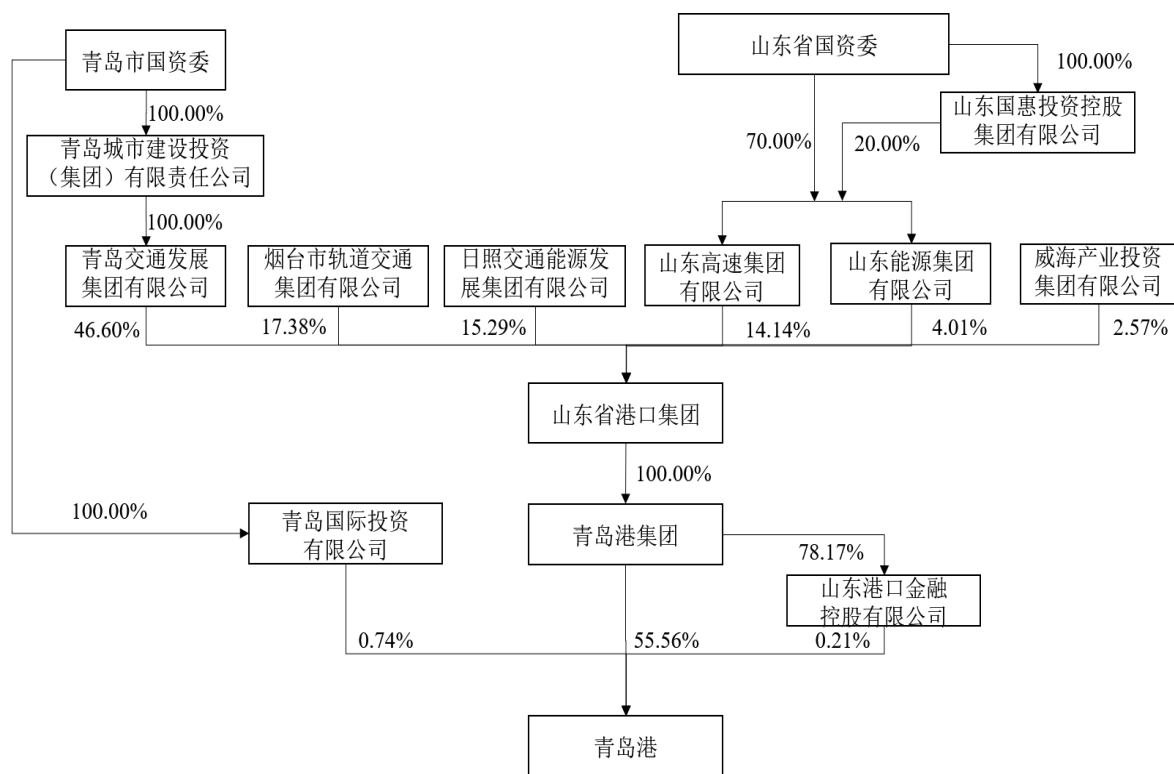 青岛市国资委
山东省国资委
100.00%
100.00%
山东国惠投资控股
集团有限公司
青岛城市建设投资
（集团）有限责任公司
70.00%
20.00%
100.00%
青岛交通发展
集团有限公司
烟台市轨道交通
集团有限公司
日照交通能源发
展集团有限公司
山东高速集团
有限公司
山东能源集团
有限公司
威海产业投资
集团有限公司
46.60%
17.38%
15.29%
14.14%
4.01%
2.57%
山东省港口集团
100.00%
100.00%
青岛国际投资
有限公司
青岛港集团
78.17%
山东港口金融
控股有限公司
0.74%
55.56%
0.21%
青岛港